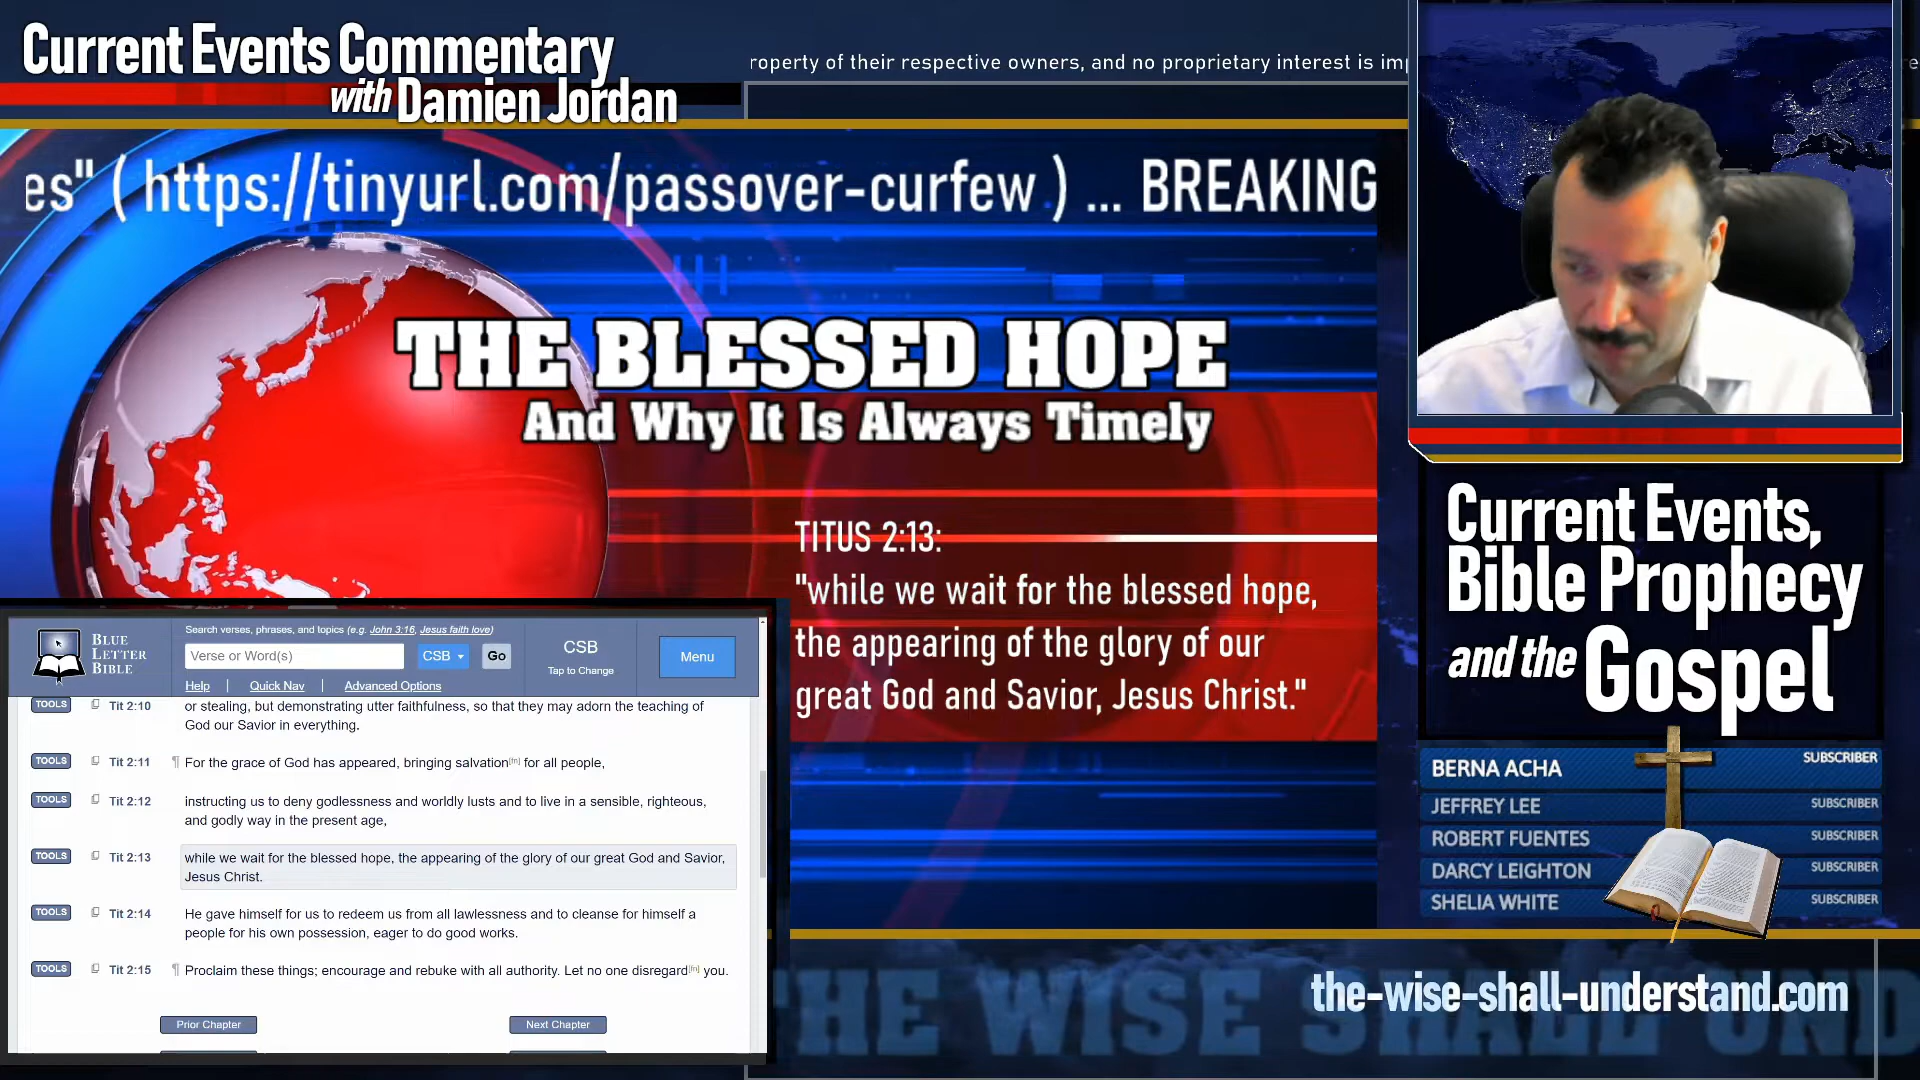 Current Events Commentary
with Damien Jordan
roperty of their respective owners, and no proprietary interest is imp
re
es" ( https://tinyurl.com/passover-curfew ) ... BREAKING
THE BLESSED HOPE
And Why It Is Always Timely
TITUS 2:13:
"while we wait for the blessed hope,
the appearing of the glory of our
great God and Savior, Jesus Christ."
BLUE
LETTER
BIBLE
Search verses, phrases, and topics (e.g. John 3:16, Jesus faith love)
Verse or Word(s)
CSB
Go
Help | Quick Nav | Advanced Options
CSB
Tap to Change
Menu
TOOLS Tit 2:10 or stealing, but demonstrating utter faithfulness, so that they may adorn the teaching of
God our Savior in everything.
TOOLS Tit 2:11 ¶ For the grace of God has appeared, bringing salvation[fn] for all people,
TOOLS Tit 2:12 instructing us to deny godlessness and worldly lusts and to live in a sensible, righteous,
and godly way in the present age,
TOOLS Tit 2:13 while we wait for the blessed hope, the appearing of the glory of our great God and Savior,
Jesus Christ.
TOOLS Tit 2:14 He gave himself for us to redeem us from all lawlessness and to cleanse for himself a
people for his own possession, eager to do good works.
TOOLS Tit 2:15 ¶ Proclaim these things; encourage and rebuke with all authority. Let no one disregard[fn] you.
Prior Chapter
Next Chapter
Current Events,
Bible Prophecy
and the Gospel
BERNA ACHA SUBSCRIBER
JEFFREY LEE SUBSCRIBER
ROBERT FUENTES SUBSCRIBER
DARCY LEIGHTON SUBSCRIBER
SHELIA WHITE SUBSCRIBER
HE WISE SHALL UND
the-wise-shall-understand.com